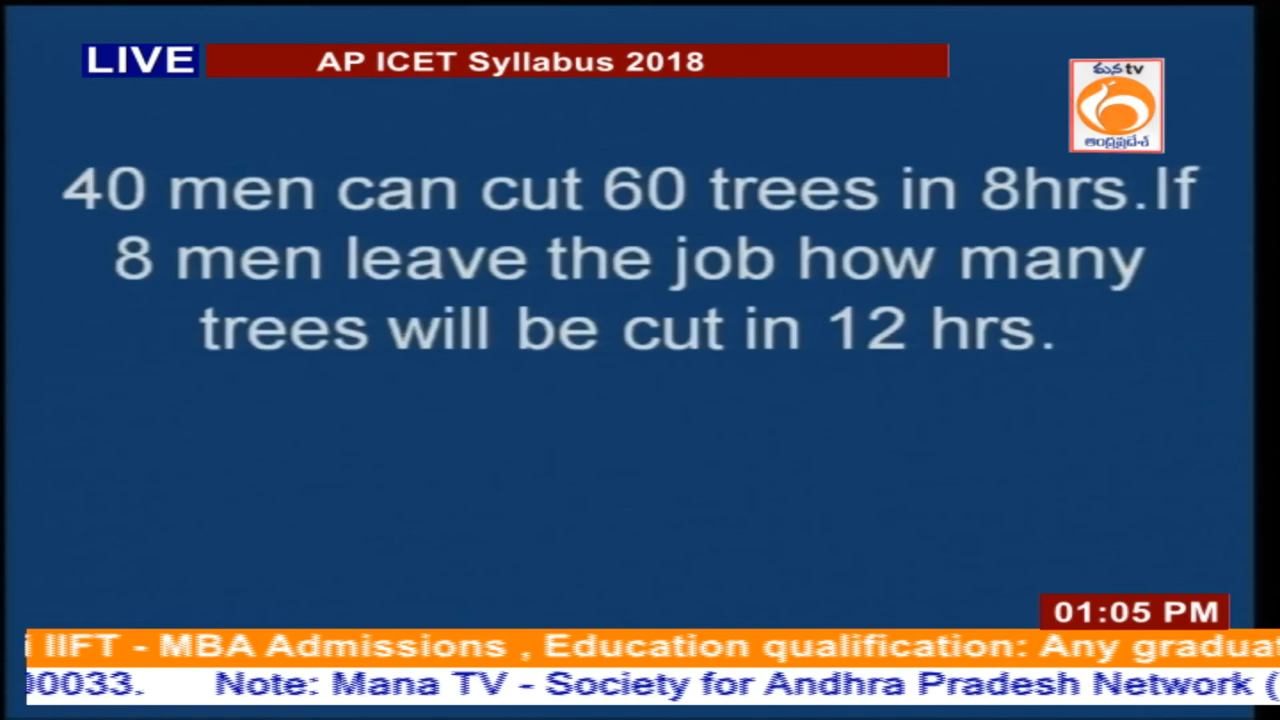 LIVE AP ICET Syllabus 2018
మన tv
ఆంధ్రప్రదేశ్
40 men can cut 60 trees in 8hrs.If
8 men leave the job how many
trees will be cut in 12 hrs.
01:05 PM
IIFT - MBA Admissions , Education qualification: Any
00033. Note: Mana TV - Society for Andhra Pradesh Network (